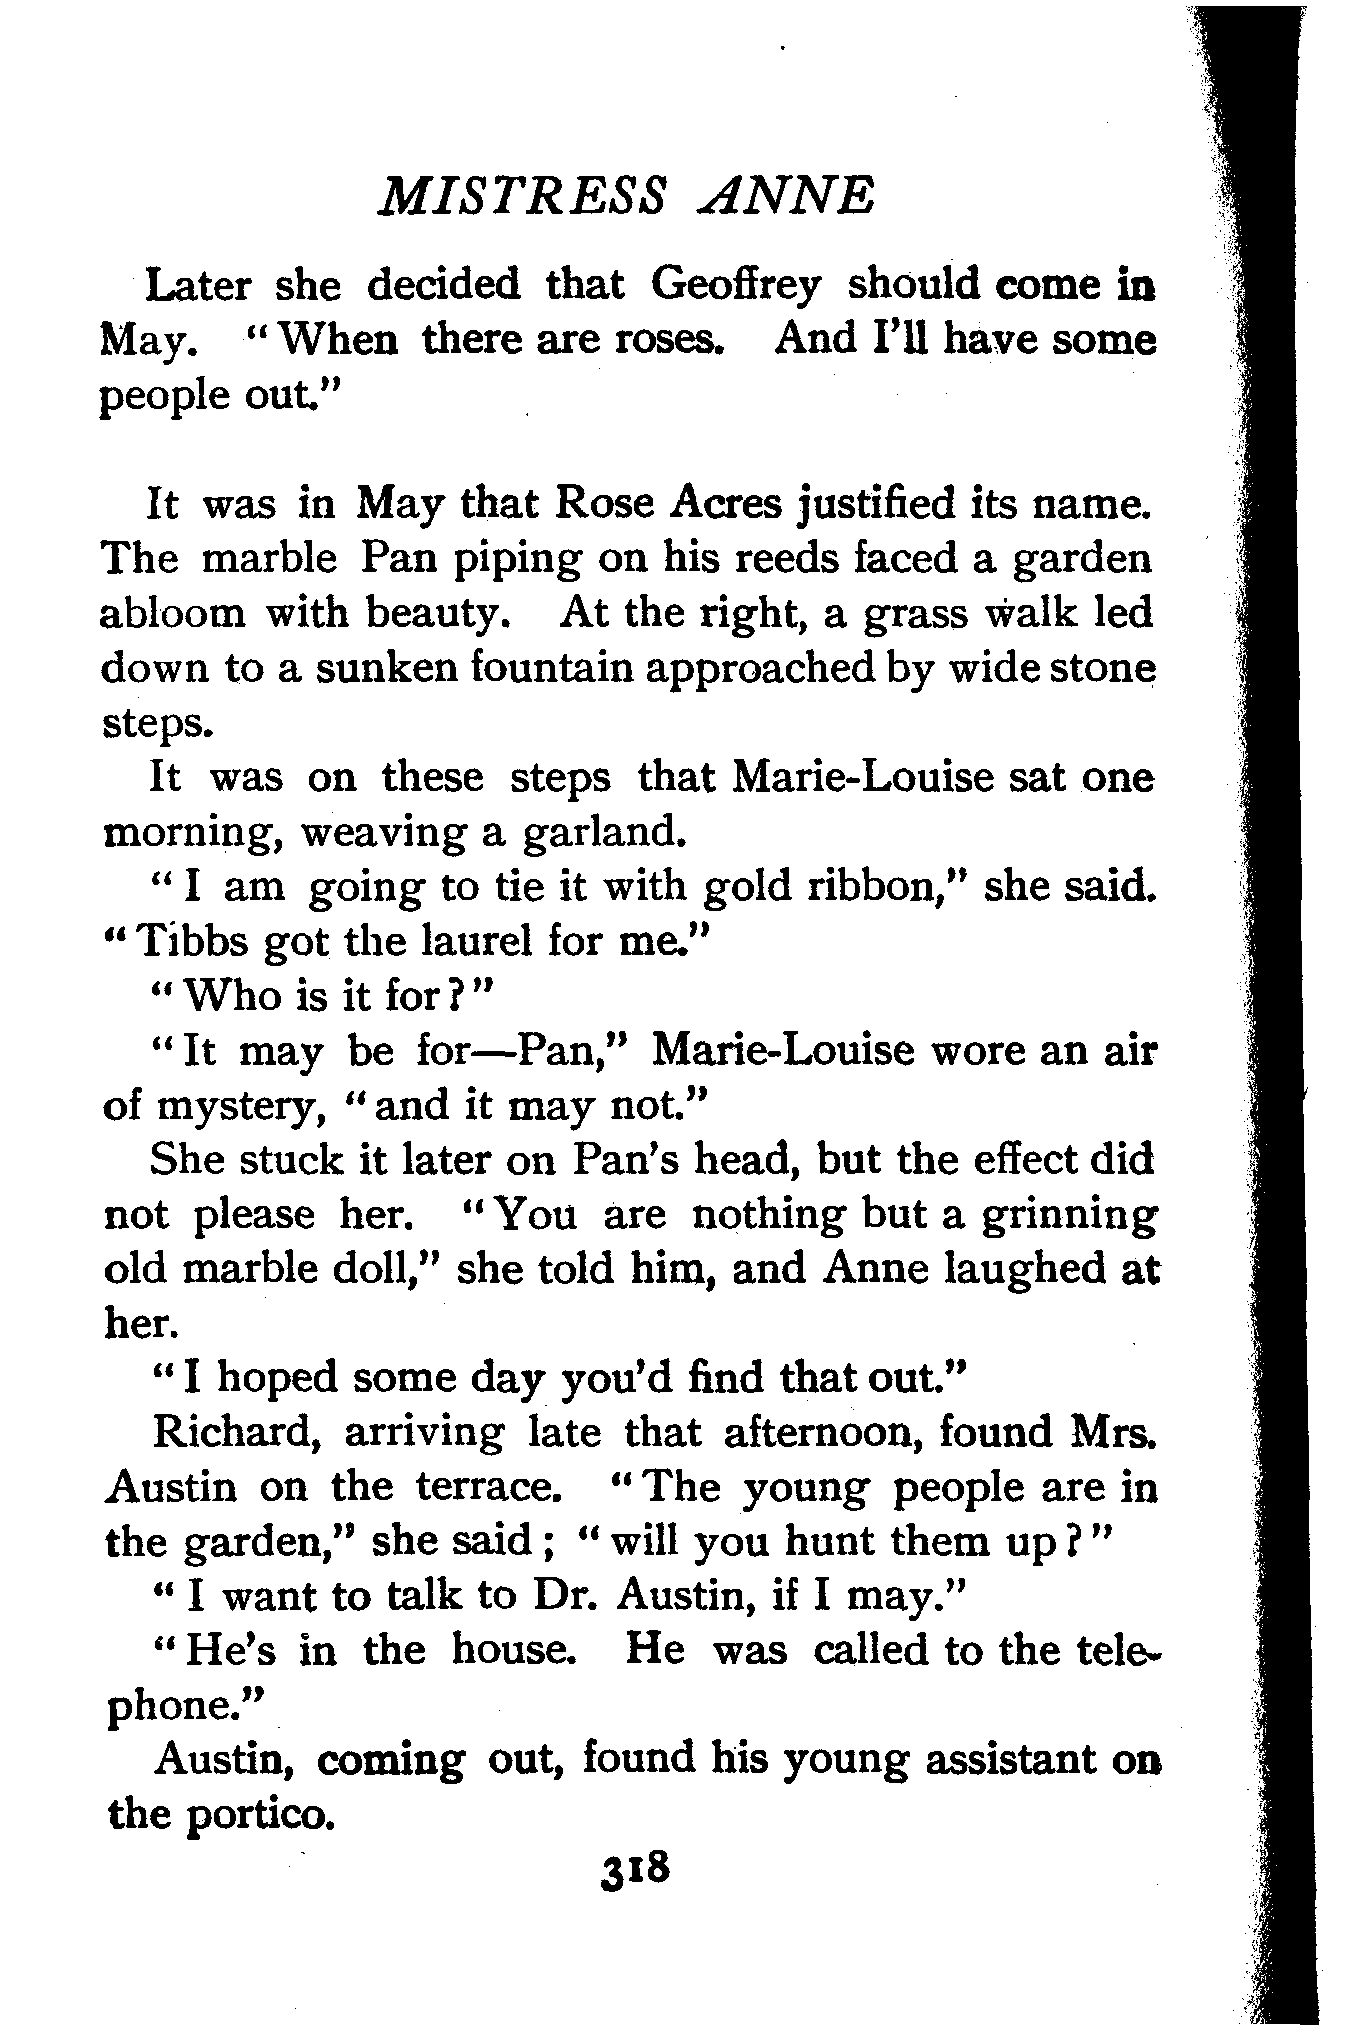 MISTRESS ANNE
Later she decided that Geoffrey should come in
May. "When there are roses. And I'll have some
people out."
It was in May that Rose Acres justified its name.
The marble Pan piping on his reeds faced a garden
abloom with beauty. At the right, a grass walk led
down to a sunken fountain approached by wide stone
steps.
It was on these steps that Marie-Louise sat one
morning, weaving a garland.
"I am going to tie it with gold ribbon," she said.
"Tibbs got the laurel for me."
"Who is it for?"
"It may be for—Pan," Marie-Louise wore an air
of mystery, "and it may not."
She stuck it later on Pan's head, but the effect did
not please her. "You are nothing but a grinning
old marble doll," she told him, and Anne laughed at
her.
"I hoped some day you'd find that out."
Richard, arriving late that afternoon, found Mrs.
Austin on the terrace. "The young people are in
the garden," she said; "will you hunt them up?"
"I want to talk to Dr. Austin, if I may."
"He's in the house. He was called to the tele-
phone."
Austin, coming out, found his young assistant on
the portico.
318